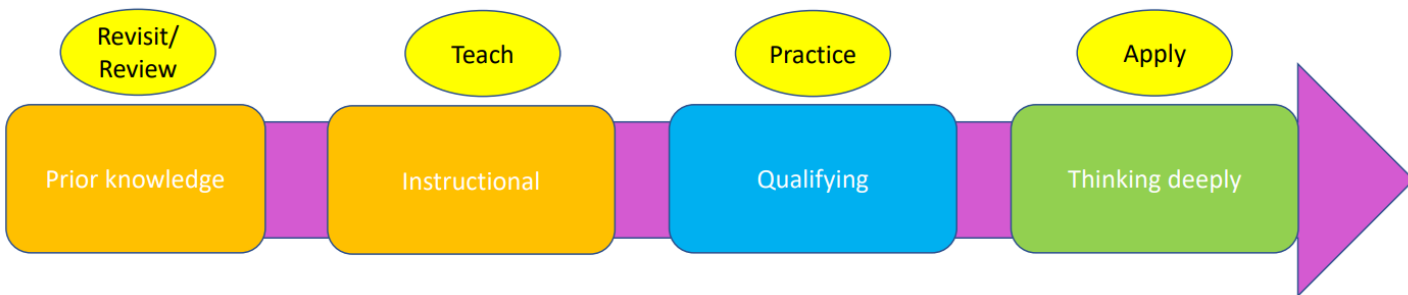 Revisit/
Review
Teach
Practice
Apply
Prior knowledge
Instructional
Qualifying
Thinking deeply